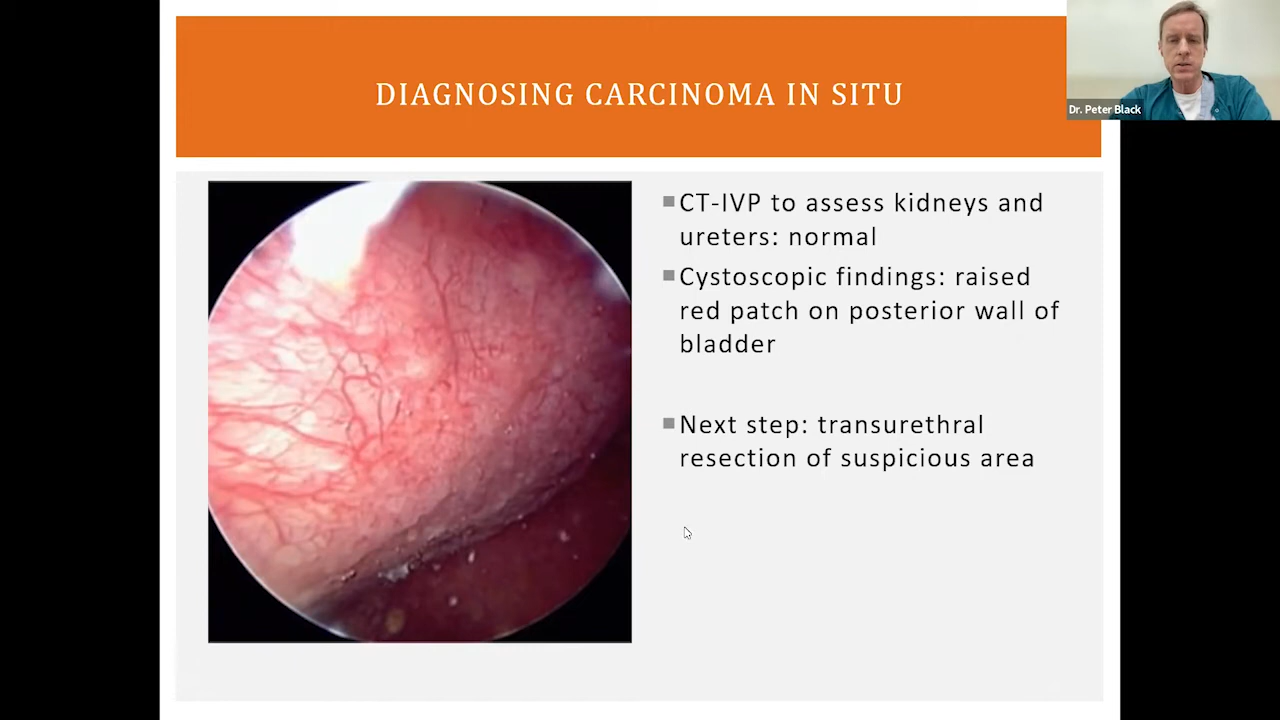 DIAGNOSING CARCINOMA IN SITU
Dr. Peter Black
CT-IVP to assess kidneys and
ureters: normal
Cystoscopic findings: raised
red patch on posterior wall of
bladder
Next step: transurethral
resection of suspicious area